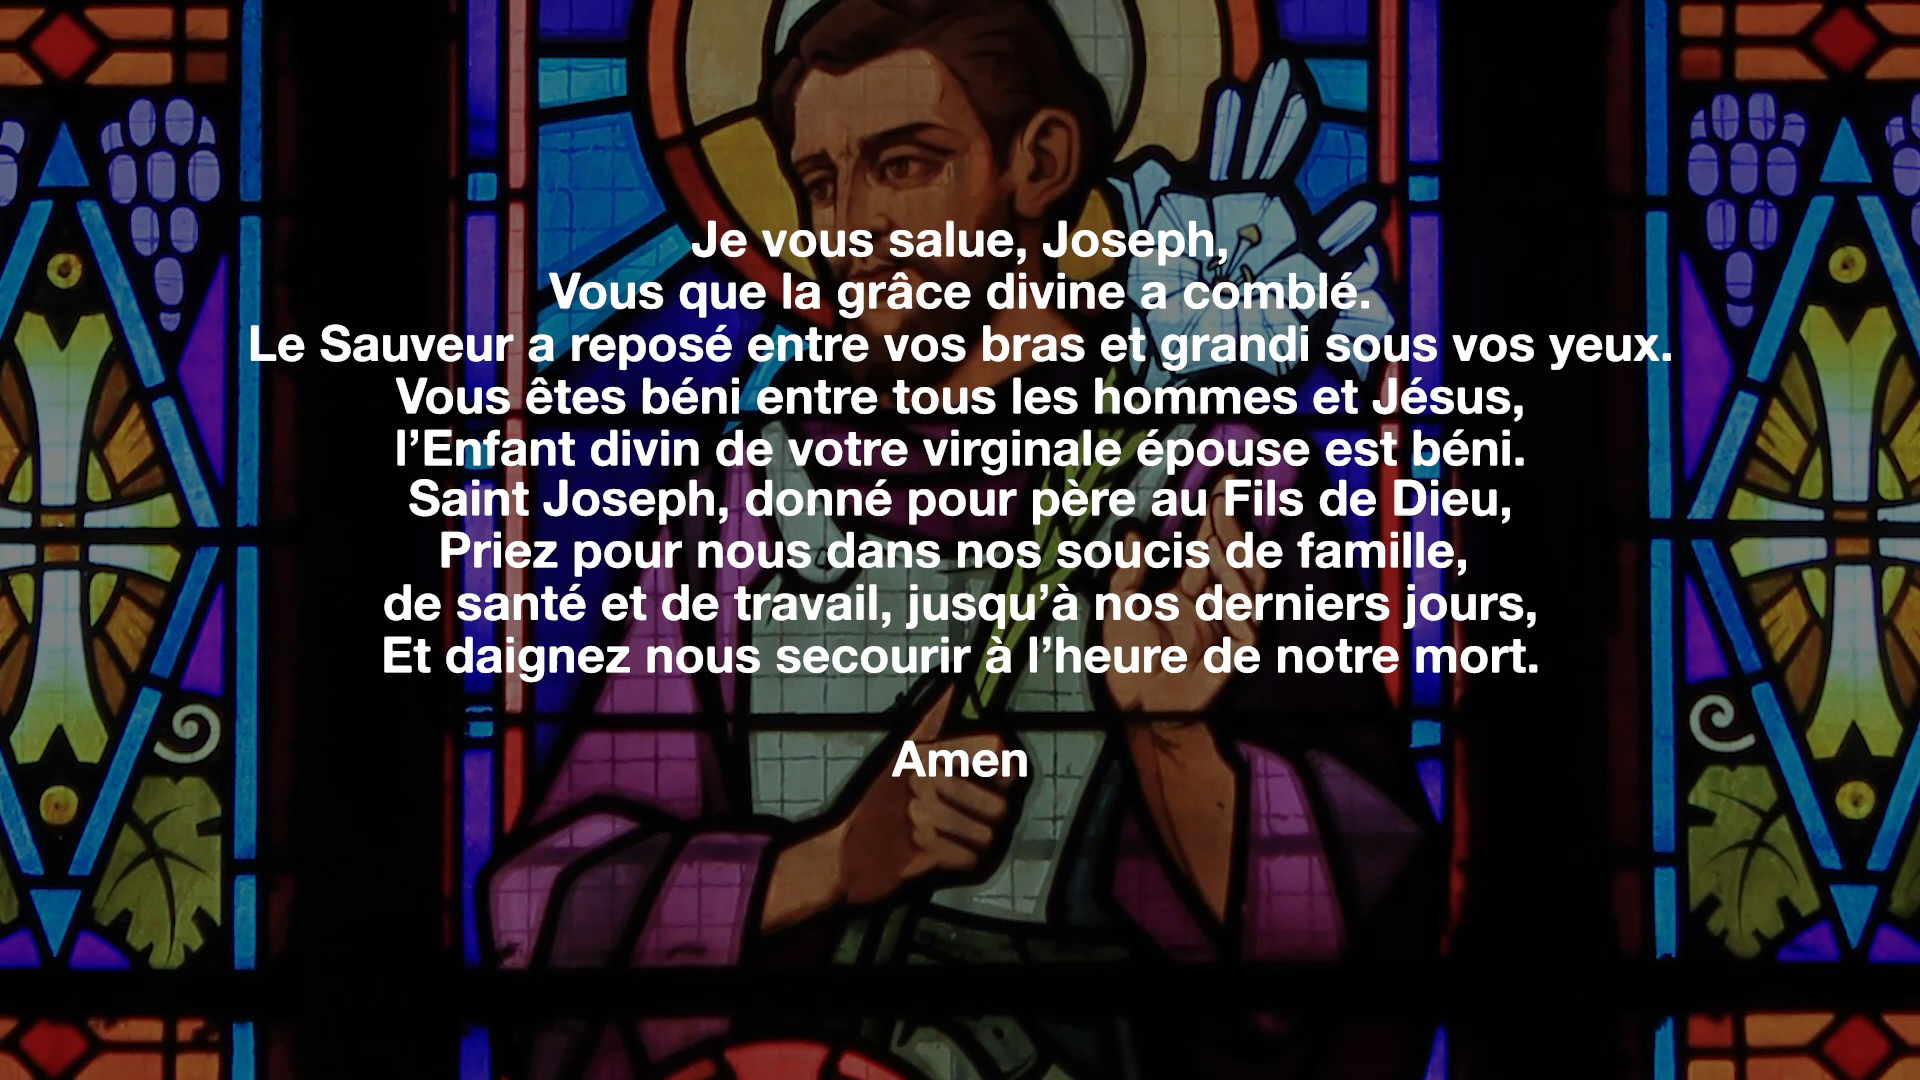 Je vous salue, Joseph,
Vous que la grâce divine a comblé.
Le Sauveur a reposé entre vos bras et grandi sous vos yeux.
Vous êtes béni entre tous les hommes et Jésus,
l’Enfant divin de votre virginale épouse est béni.
Saint Joseph, donné pour père au Fils de Dieu,
Priez pour nous dans nos soucis de famille,
de santé et de travail, jusqu’à nos derniers jours,
Et daignez nous secourir à l’heure de notre mort.
Amen